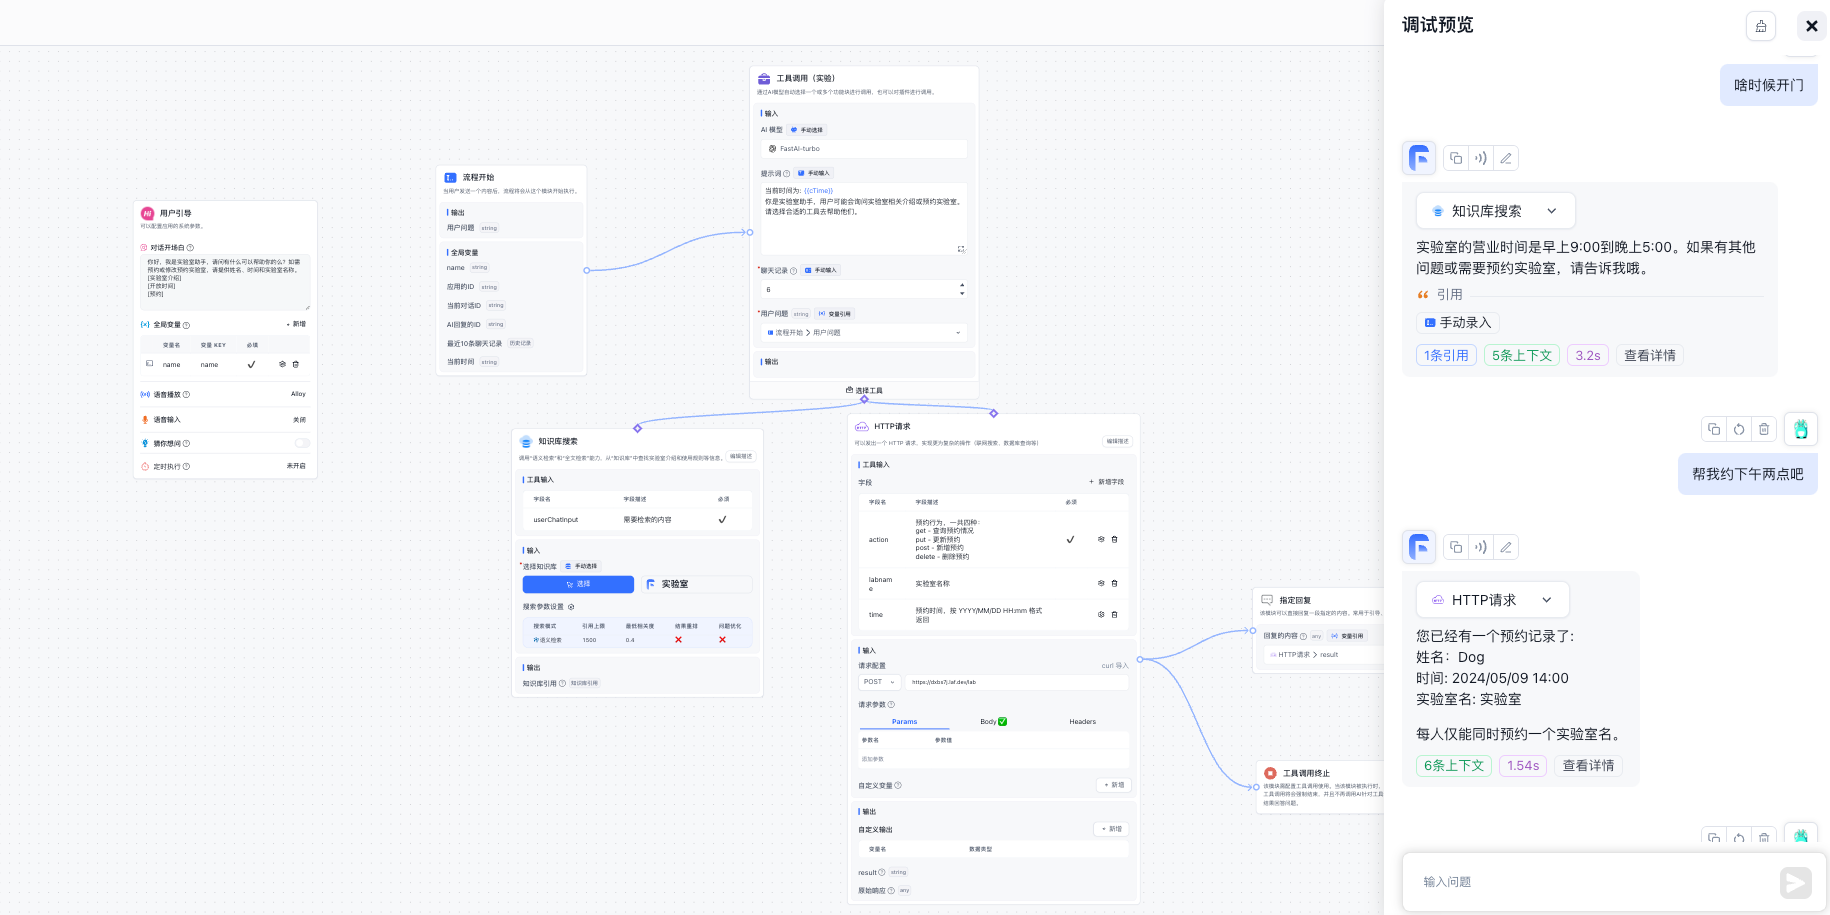 用户引导
可以配置应用的系统参数。
对话开场白
你好，我是实验室助手，请问有什么可以帮助你的么？如需
预约或修改预约实验室，请提供姓名、时间和实验室名称。
[实验室介绍]
[开放时间]
[预约]
全局变量
+ 新增
变量名 变量 KEY 必填
name name
语音播放 Alloy
语音输入 关闭
猜你想问
定时执行 未开启
流程开始
当用户发送一个内容后，流程将会从这个模块开始执行。
输出
用户问题 string
全局变量
name string
应用的ID string
当前对话ID string
AI回复的ID string
最近10条聊天记录 历史记录
当前时间 string
工具调用（实验）
通过AI模型自动选择一个或多个功能块进行调用，也可以对插件进行调用。
输入
AI 模型 手动选择
FastAI-turbo
提示词 手动输入
当前时间为: {{cTime}}
你是实验室助手，用户可能会询问实验室相关介绍或预约实验室。
请选择合适的工具去帮助他们。
*聊天记录 手动输入
6
*用户问题 string 变量引用
流程开始 > 用户问题
输出
选择工具
知识库搜索
调用“语义检索”和“全文检索”能力，从“知识库”中查找实验室介绍和使用规则等信息。
编辑描述
工具输入
字段名 字段描述 必须
userChatInput 需要检索的内容
输入
*选择知识库 手动选择
选择 实验室
搜索参数设置
搜索模式 引用上限 最低相关度 结果重排 问题优化
语义检索 1500 0.4
输出
知识库引用 知识库引用
HTTP请求
可以发出一个 HTTP 请求，实现更为复杂的操作（联网搜索、数据库查询等）
编辑描述
工具输入
字段 + 新增字段
字段名 字段描述 必须
action
预约行为，一共四种：
get - 查询预约情况
put - 更新预约
post - 新增预约
delete - 删除预约
labnam
e
实验室名称
time
预约时间，按 YYYY/MM/DD HH:mm 格式
返回
输入
请求配置 curl 导入
POST https://dxbx7j.laf.dev/lab
请求参数
Params Body Headers
参数名 参数值
添加参数
自定义变量 + 新增
输出
自定义输出 + 新增
变量名 数据类型
result string
原始响应 any
指定回复
该模块可以直接回复一段指定的内容。常用于引导、
回复的内容 any 变量引用
HTTP请求 > result
工具调用终止
该模块需配置工具调用使用。当该模块被执行时，
工具调用将会强制结束，并且不再调用AI针对工具
结果回答问题。
调试预览
啥时候开门
知识库搜索
实验室的营业时间是早上9:00到晚上5:00。如果有其他
问题或需要预约实验室，请告诉我哦。
引用
手动录入
1条引用 5条上下文 3.2s 查看详情
帮我约下午两点吧
HTTP请求
您已经有一个预约记录了:
姓名：Dog
时间: 2024/05/09 14:00
实验室名: 实验室
每人仅能同时预约一个实验室名。
6条上下文 1.54s 查看详情
输入问题